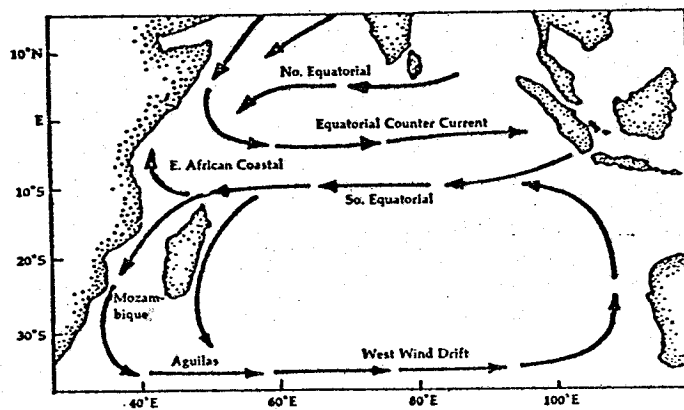 10°N
No. Equatorial
E
Equatorial Counter Current
E. African Coastal
10°S
So. Equatorial
20°S
Mozam-
bique
30°S
Aguilas
West Wind Drift
40°E
60°E
80°E
100°E